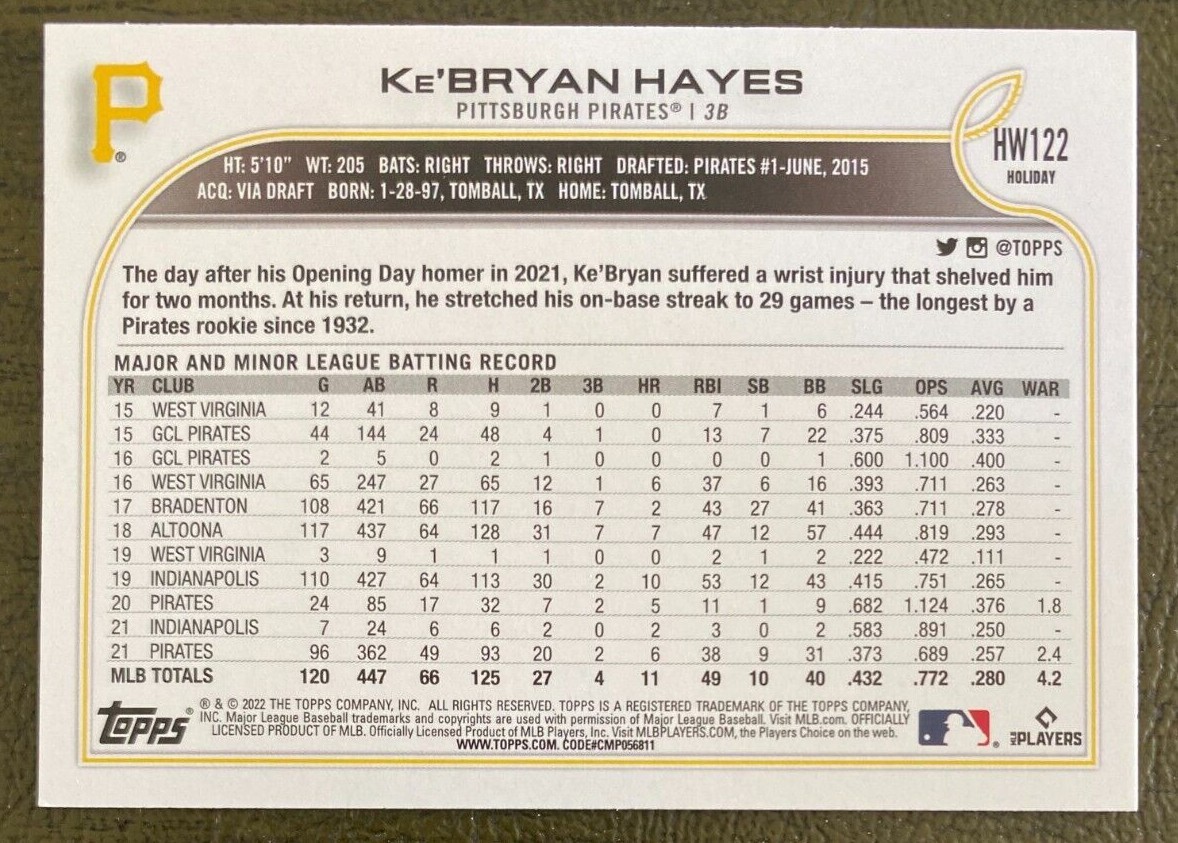 P®
Ke'BRYAN HAYES
PITTSBURGH PIRATES® | 3B
HW122
HOLIDAY
HT: 5'10" WT: 205 BATS: RIGHT THROWS: RIGHT DRAFTED: PIRATES #1-JUNE, 2015
ACQ: VIA DRAFT BORN: 1-28-97, TOMBALL, TX HOME: TOMBALL, TX
@TOPPS
The day after his Opening Day homer in 2021, Ke'Bryan suffered a wrist injury that shelved him
for two months. At his return, he stretched his on-base streak to 29 games – the longest by a
Pirates rookie since 1932.
MAJOR AND MINOR LEAGUE BATTING RECORD
YR CLUB G AB R H 2B 3B HR RBI SB BB SLG OPS AVG WAR
15 WEST VIRGINIA 12 41 8 9 1 0 0 7 1 6 .244 .564 .220 -
15 GCL PIRATES 44 144 24 48 4 1 0 13 7 22 .375 .809 .333 -
16 GCL PIRATES 2 5 0 2 1 0 0 0 0 1 .600 1.100 .400 -
16 WEST VIRGINIA 65 247 27 65 12 1 6 37 6 16 .393 .711 .263 -
17 BRADENTON 108 421 66 117 16 7 2 43 27 41 .363 .711 .278 -
18 ALTOONA 117 437 64 128 31 7 7 47 12 57 .444 .819 .293 -
19 WEST VIRGINIA 3 9 1 1 1 0 0 2 1 2 .222 .472 .111 -
19 INDIANAPOLIS 110 427 64 113 30 2 10 53 12 43 .415 .751 .265 -
20 PIRATES 24 85 17 32 7 2 5 11 1 9 .682 1.124 .376 1.8
21 INDIANAPOLIS 7 24 6 6 2 0 2 3 0 2 .583 .891 .250 -
21 PIRATES 96 362 49 93 20 2 6 38 9 31 .373 .689 .257 2.4
MLB TOTALS 120 447 66 125 27 4 11 49 10 40 .432 .772 .280 4.2
Topps®
® & © 2022 THE TOPPS COMPANY, INC. ALL RIGHTS RESERVED. TOPPS IS A REGISTERED TRADEMARK OF THE TOPPS COMPANY,
INC. Major League Baseball trademarks and copyrights are used with permission of Major League Baseball. Visit MLB.com. OFFICIALLY
LICENSED PRODUCT OF MLB. Officially Licensed Product of MLB Players, Inc. Visit MLBPLAYERS.COM, the Players Choice on the web.
WWW.TOPPS.COM. CODE#CMP056811
®
MLB PLAYERS